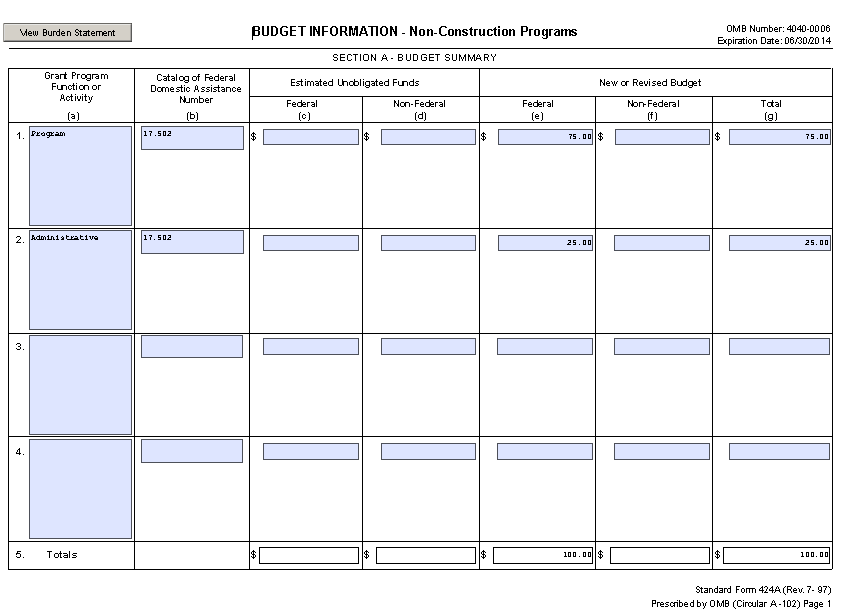 View Burden Statement
BUDGET INFORMATION - Non-Construction Programs
OMB Number: 4040-0006
Expiration Date: 06/30/2014
SECTION A - BUDGET SUMMARY
Grant Program
Function or
Activity
(a)
Catalog of Federal
Domestic Assistance
Number
(b)
Estimated Unobligated Funds
New or Revised Budget
Federal
(c)
Non-Federal
(d)
Federal
(e)
Non-Federal
(f)
Total
(g)
1. Program 17.502 $ $ $ 75.00 $ $ 75.00
2. Administrative 17.502 25.00 25.00
3.
4.
5. Totals $ $ $ 100.00 $ $ 100.00
Standard Form 424A (Rev. 7- 97)
Prescribed by OMB (Circular A -102) Page 1